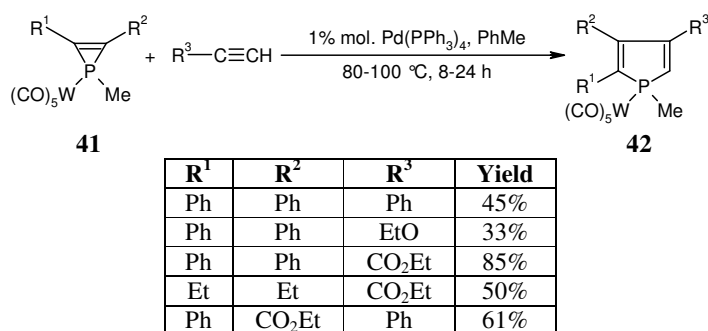 R¹ R² R³ C≡CH 1% mol. Pd(PPh₃)₄, PhMe R² R³
+ 80-100 °C, 8-24 h
P R¹ P
(CO)₅W Me (CO)₅W Me
41 42
R¹ R² R³ Yield
Ph Ph Ph 45%
Ph Ph EtO 33%
Ph Ph CO₂Et 85%
Et Et CO₂Et 50%
Ph CO₂Et Ph 61%